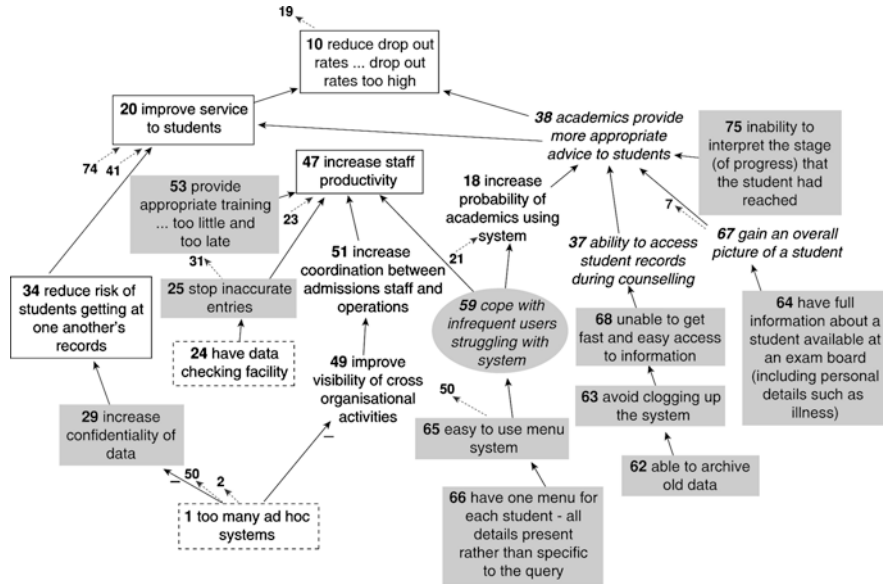 19
10 reduce drop out
rates ... drop out
rates too high
20 improve service
to students
38 academics provide
more appropriate
advice to students
75 inability to
interpret the stage
(of progress) that
the student had
reached
74
41
47 increase staff
productivity
53 provide
appropriate training
... too little and
too late
23
18 increase
probability of
academics using
system
7
67 gain an overall
picture of a student
31
51 increase
coordination between
admissions staff and
operations
21
37 ability to access
student records
during counselling
34 reduce risk of
students getting at
one another's
records
25 stop inaccurate
entries
59 cope with
infrequent users
struggling with
system
64 have full
information about a
student available at
an exam board
(including personal
details such as
illness)
24 have data
checking facility
68 unable to get
fast and easy access
to information
49 improve
visibility of cross
organisational
activities
50
63 avoid clogging up
the system
29 increase
confidentiality of
data
–
65 easy to use menu
system
62 able to archive
old data
–
50
2
1 too many ad hoc
systems
66 have one menu for
each student - all
details present
rather than specific
to the query